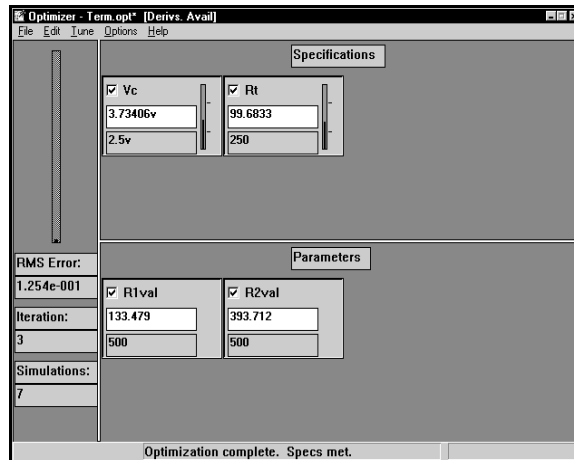 Optimizer - Term.opt* [Derivs. Avail]
File Edit Tune Options Help
Specifications
Vc
3.73406v
2.5v
Rt
99.6833
250
RMS Error:
1.254e-001
Iteration:
3
Simulations:
7
Parameters
R1val
133.479
500
R2val
393.712
500
Optimization complete. Specs met.